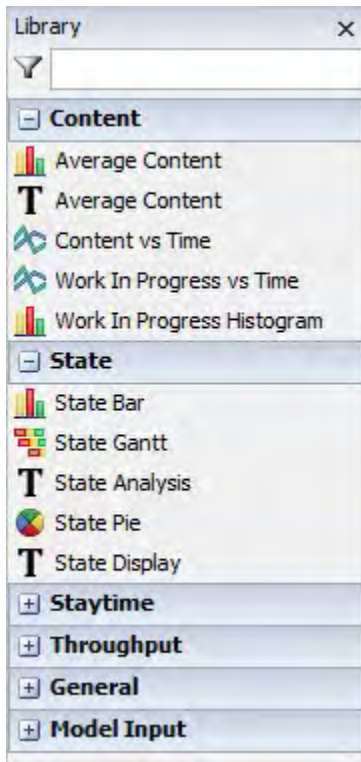 Library
Content
Average Content
T Average Content
Content vs Time
Work In Progress vs Time
Work In Progress Histogram
State
State Bar
State Gantt
T State Analysis
State Pie
T State Display
Staytime
Throughput
General
Model Input